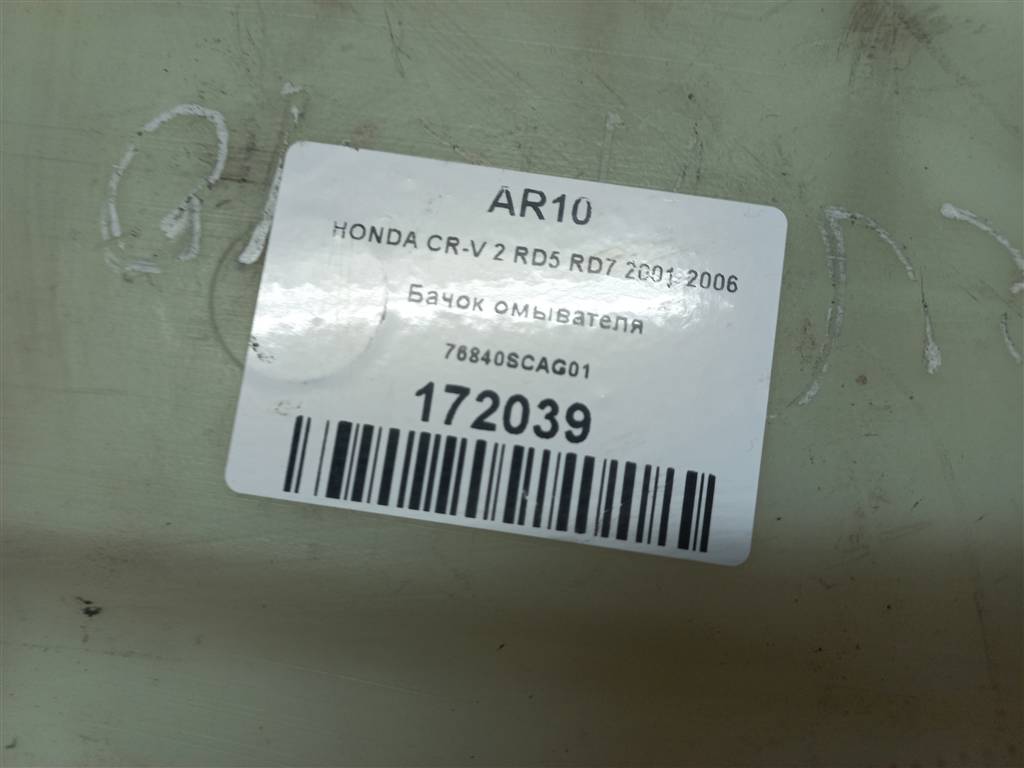 AR10
HONDA CR-V 2 RD5 RD7 2001 2006
Бачок омывателя
76840SCAG01
172039